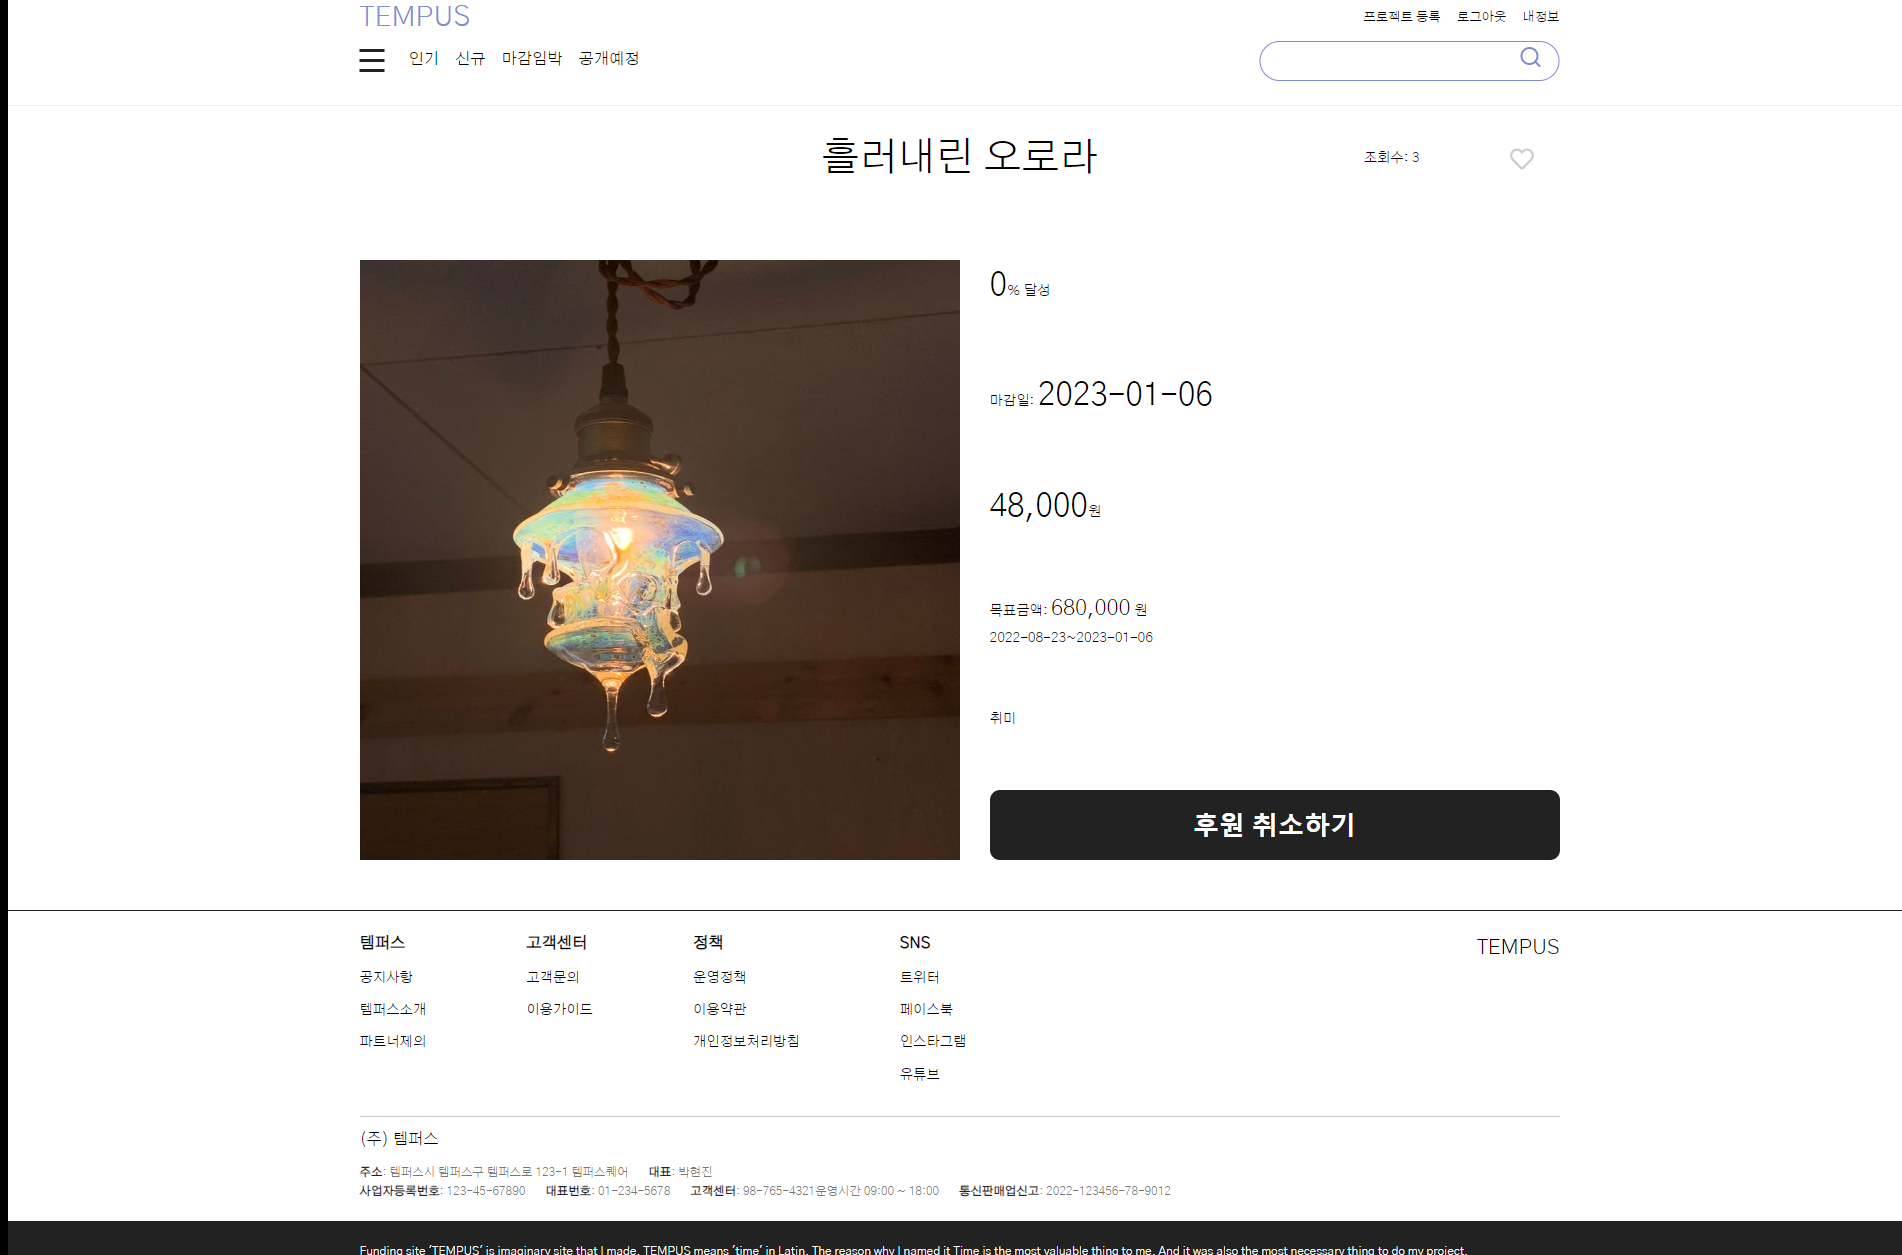 TEMPUS
프로젝트 등록 로그아웃 내정보
인기 신규 마감임박 공개예정
흘러내린 오로라
조회수: 3
0% 달성
마감일: 2023-01-06
48,000원
목표금액: 680,000 원
2022-08-23~2023-01-06
취미
후원 취소하기
템퍼스
공지사항
템퍼스소개
파트너제의
고객센터
고객문의
이용가이드
정책
운영정책
이용약관
개인정보처리방침
SNS
트위터
페이스북
인스타그램
유튜브
TEMPUS
(주) 템퍼스
주소: 템퍼스시 템퍼스구 템퍼스로 123-1 템퍼스퀘어 대표: 박현진
사업자등록번호: 123-45-67890 대표번호: 01-234-5678 고객센터: 98-765-4321운영시간 09:00 ~ 18:00 통신판매업신고: 2022-123456-78-9012
Funding site 'TEMPUS' is imaginary site that I made. TEMPUS means 'time' in Latin. The reason why I named it Time is the most valuable thing to me. And it was also the most necessary thing to do my project.